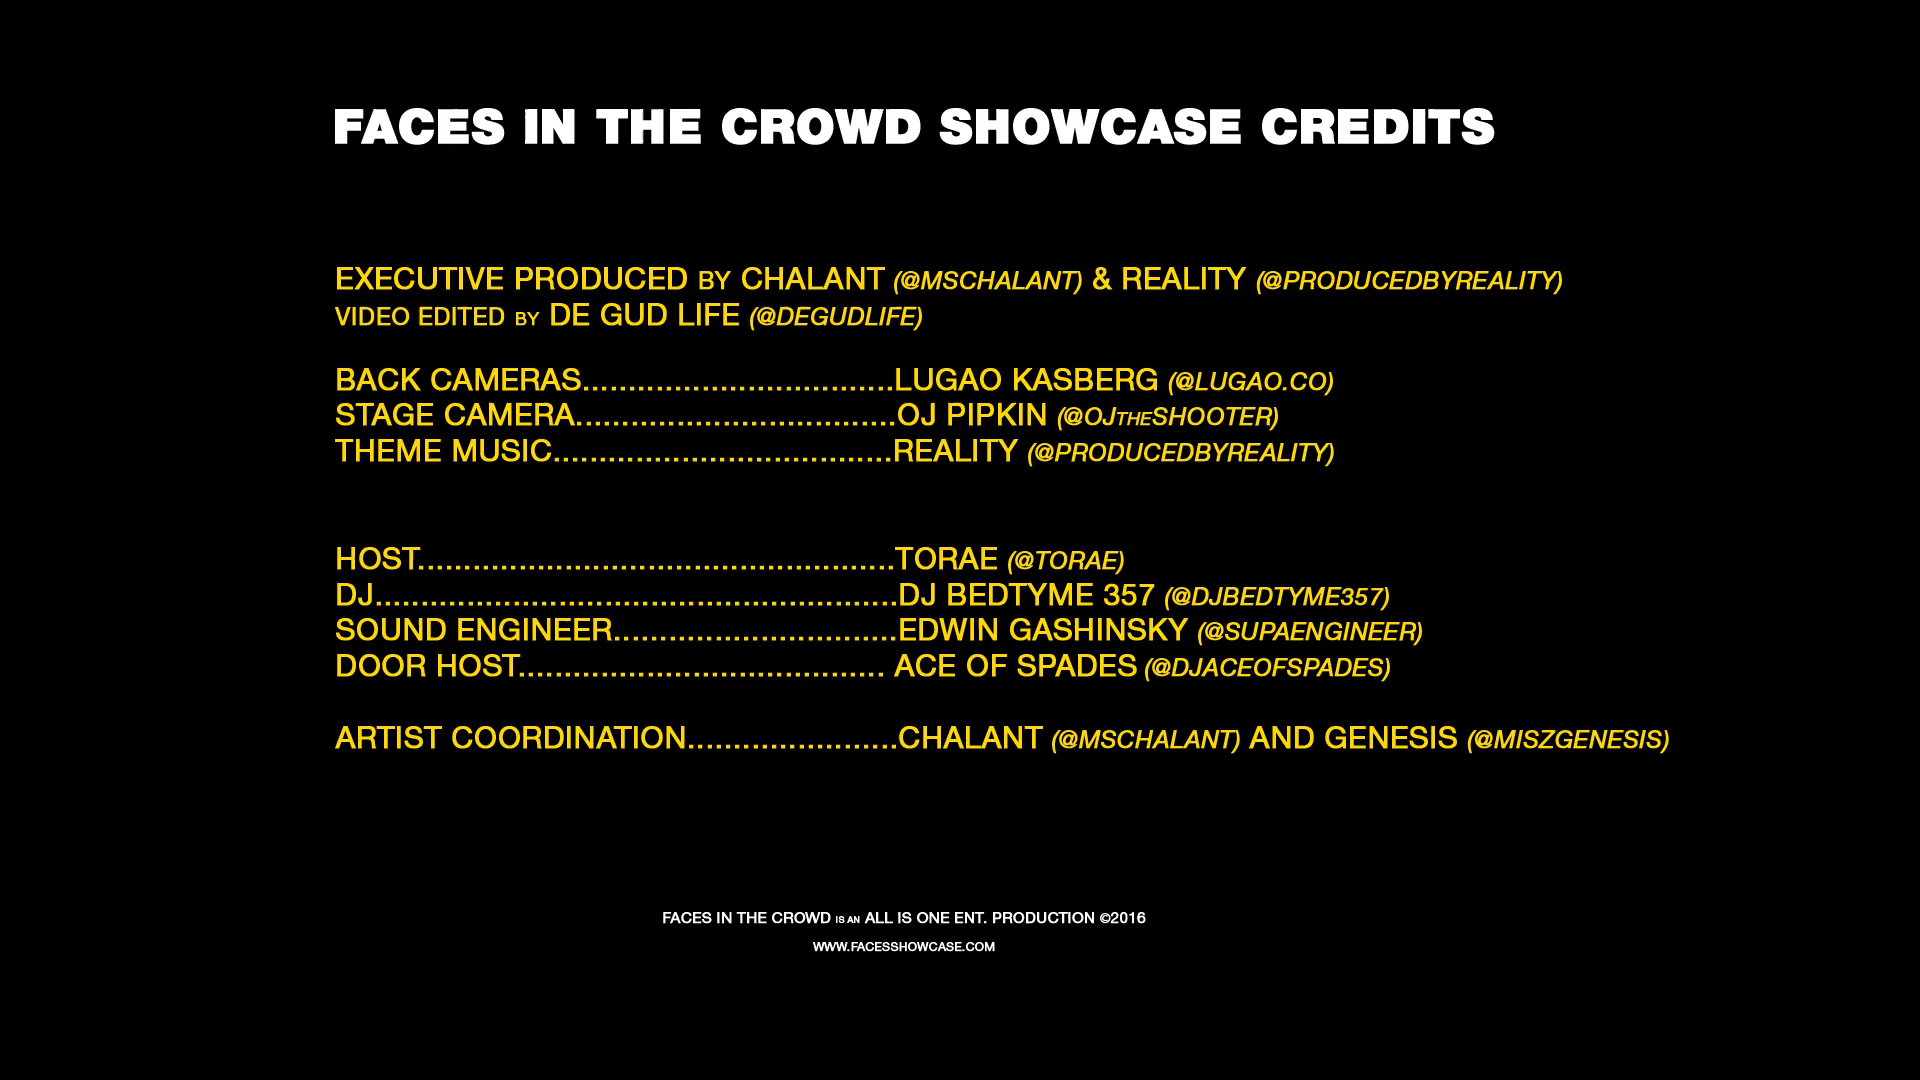 FACES IN THE CROWD SHOWCASE CREDITS
EXECUTIVE PRODUCED BY CHALANT (@MSCHALANT) & REALITY (@PRODUCEDBYREALITY)
VIDEO EDITED BY DE GUD LIFE (@DEGUDLIFE)
BACK CAMERAS..................................LUGAO KASBERG (@LUGAO.CO)
STAGE CAMERA...................................OJ PIPKIN (@OJTHESHOOTER)
THEME MUSIC.....................................REALITY (@PRODUCEDBYREALITY)
HOST....................................................TORAE (@TORAE)
DJ.........................................................DJ BEDTYME 357 (@DJBEDTYME357)
SOUND ENGINEER...............................EDWIN GASHINSKY (@SUPAENGINEER)
DOOR HOST........................................ ACE OF SPADES (@DJACEOFSPADES)
ARTIST COORDINATION.......................CHALANT (@MSCHALANT) AND GENESIS (@MISZGENESIS)
FACES IN THE CROWD IS AN ALL IS ONE ENT. PRODUCTION ©2016
WWW.FACESSHOWCASE.COM